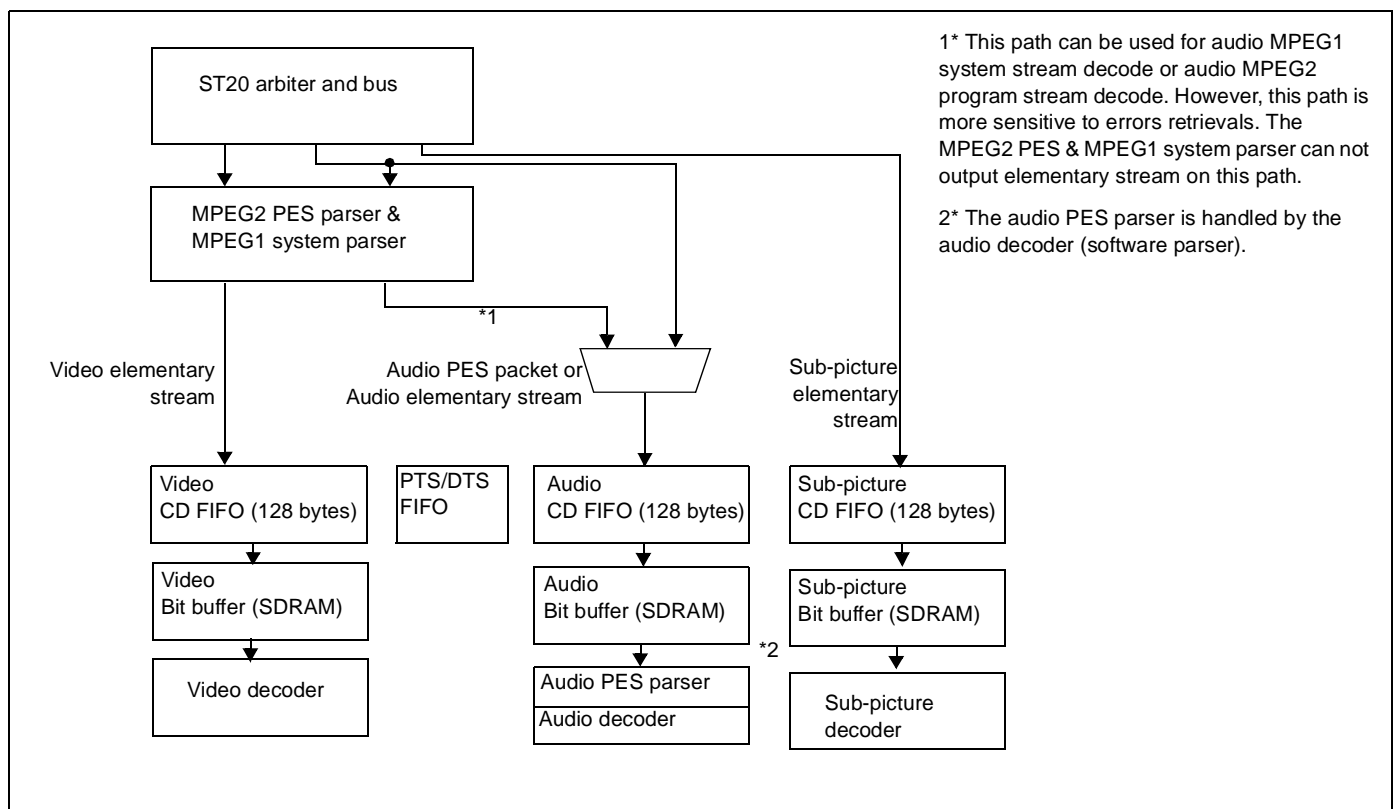 ST20 arbiter and bus
1* This path can be used for audio MPEG1
system stream decode or audio MPEG2
program stream decode. However, this path is
more sensitive to errors retrievals. The
MPEG2 PES & MPEG1 system parser can not
output elementary stream on this path.
2* The audio PES parser is handled by the
audio decoder (software parser).
MPEG2 PES parser &
MPEG1 system parser
*1
Video elementary
stream
Audio PES packet or
Audio elementary stream
Sub-picture
elementary
stream
Video
CD FIFO (128 bytes)
PTS/DTS
FIFO
Audio
CD FIFO (128 bytes)
Sub-picture
CD FIFO (128 bytes)
Video
Bit buffer (SDRAM)
Audio
Bit buffer (SDRAM)
Sub-picture
Bit buffer (SDRAM)
*2
Video decoder
Audio PES parser
Audio decoder
Sub-picture
decoder